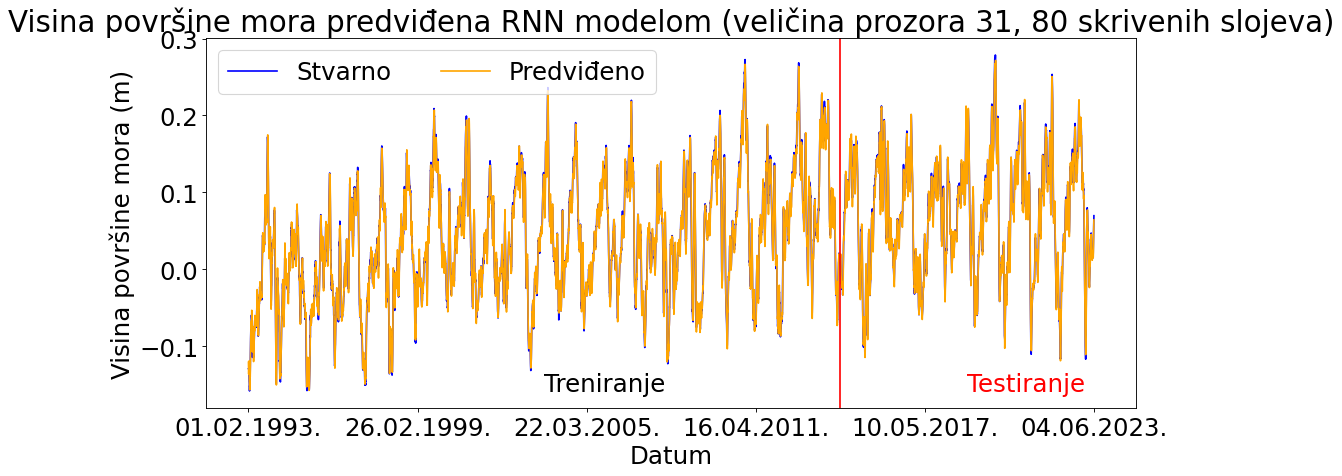 Visina površine mora predviđena RNN modelom (veličina prozora 31, 80 skrivenih slojeva)
Stvarno Predviđeno
Visina površine mora (m)
0.3
0.2
0.1
0.0
−0.1
Treniranje Testiranje
01.02.1993. 26.02.1999. 22.03.2005. 16.04.2011. 10.05.2017. 04.06.2023.
Datum